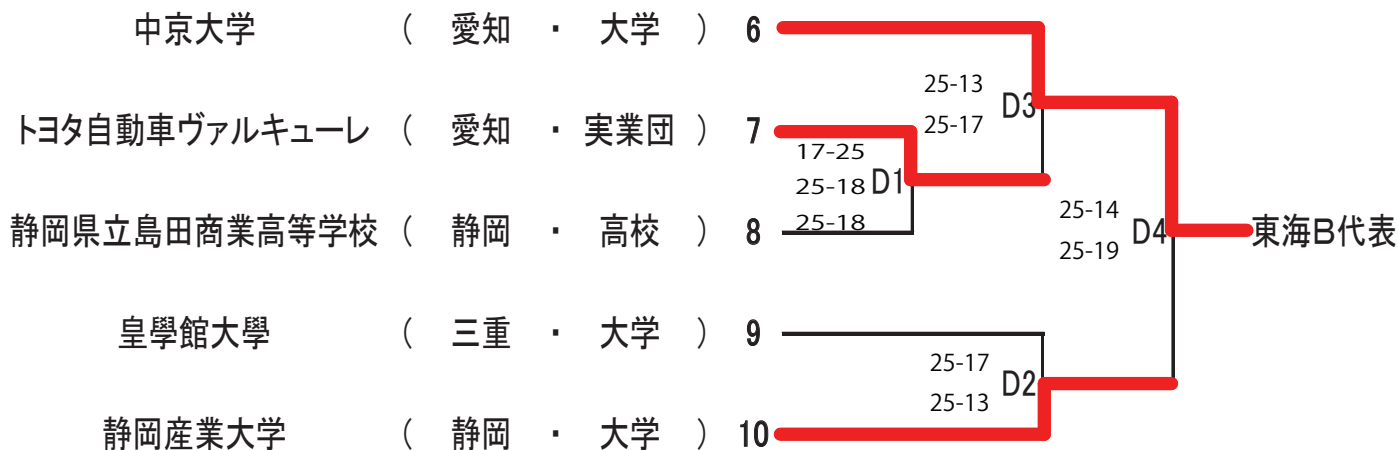 中京大学 ( 愛知 ・ 大学 ) 6
25-13
D3
25-17
トヨタ自動車ヴァルキューレ ( 愛知 ・ 実業団 ) 7
17-25
25-18 D1
25-18
静岡県立島田商業高等学校 ( 静岡 ・ 高校 ) 8
25-14
D4
25-19
東海B代表
皇學館大學 ( 三重 ・ 大学 ) 9
25-17
D2
25-13
静岡産業大学 ( 静岡 ・ 大学 ) 10